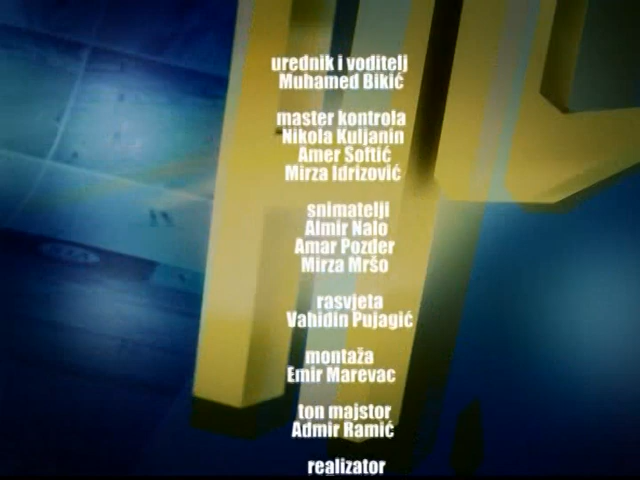 urednik i voditelj
Muhamed Bikić
master kontrola
Nikola Kuljanin
Amer Softić
Mirza Idrizović
snimatelji
Almir Nalo
Amar Pozder
Mirza Mršo
rasvjeta
Vahidin Pujagić
montaža
Emir Marevac
ton majstor
Admir Ramić
realizator